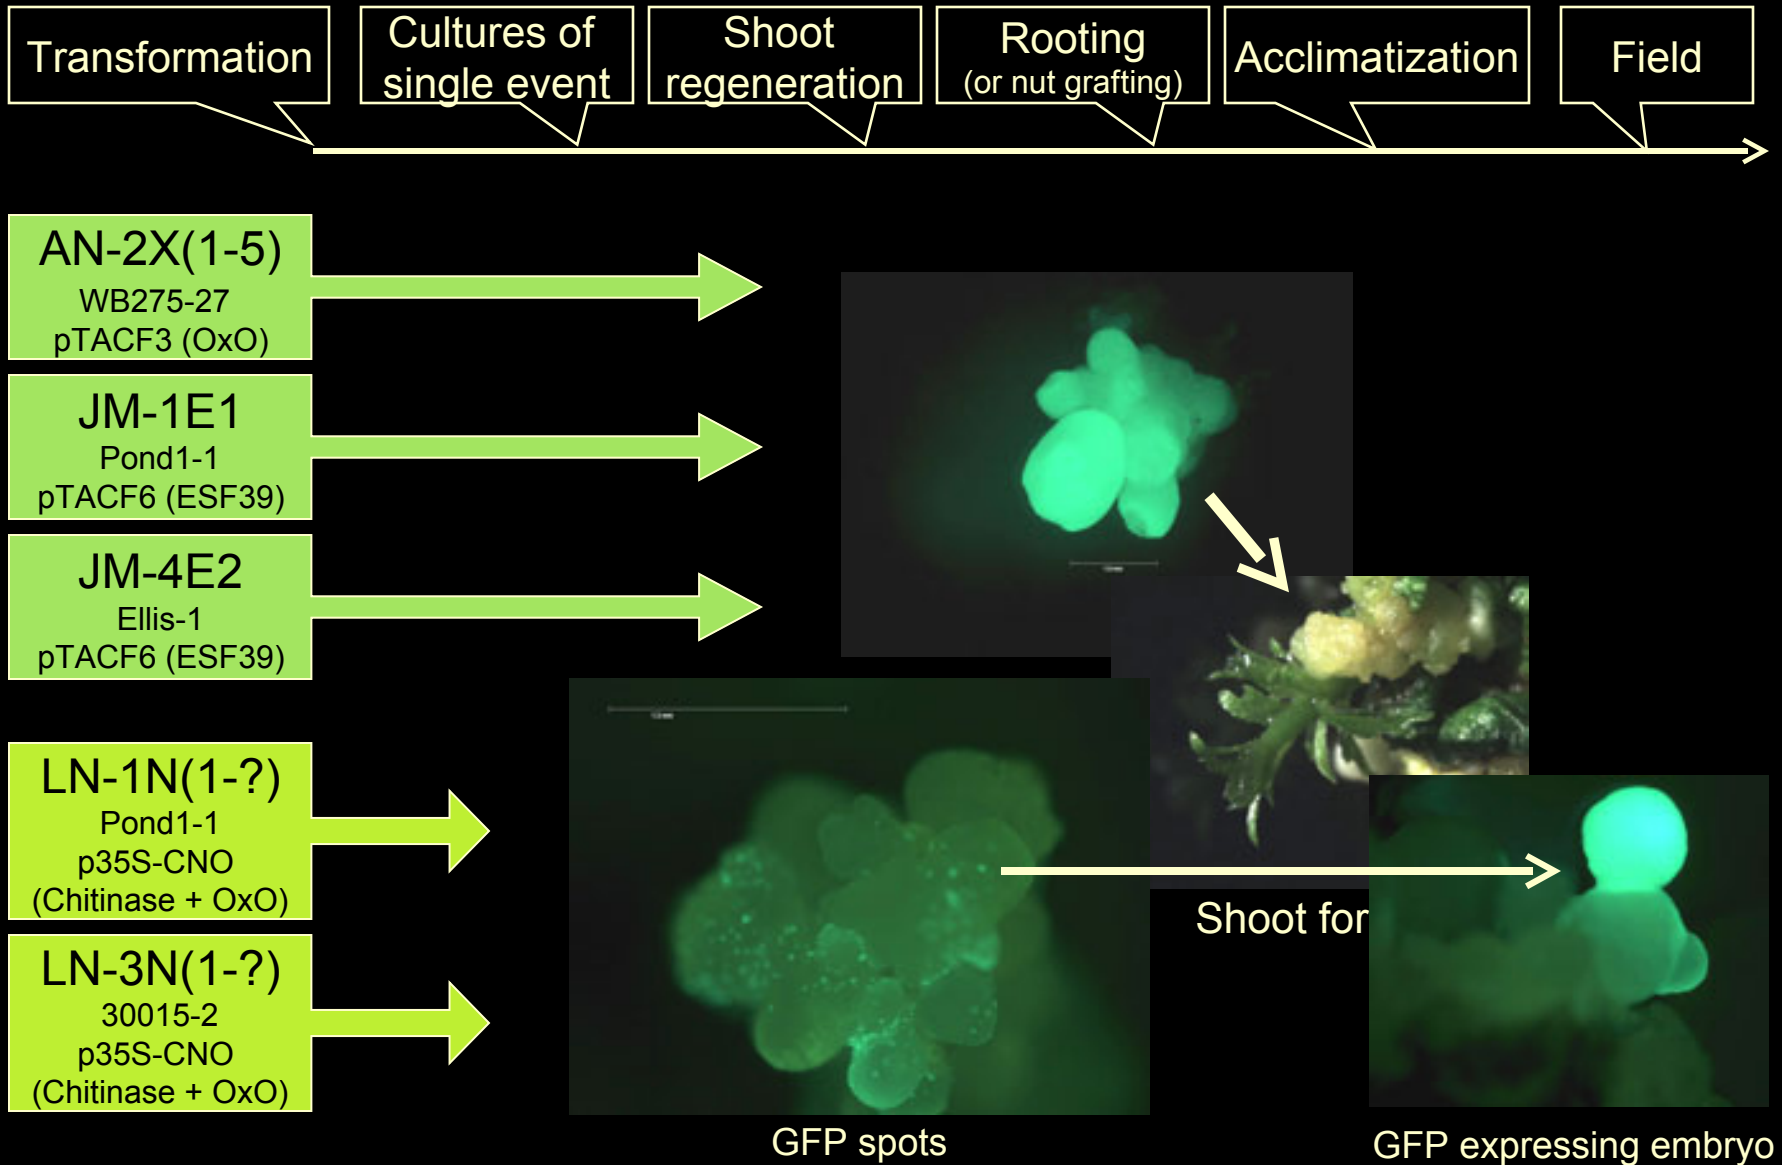 Transformation
Cultures of
single event
Shoot
regeneration
Rooting
(or nut grafting)
Acclimatization
Field
AN-2X(1-5)
WB275-27
pTACF3 (OxO)
JM-1E1
Pond1-1
pTACF6 (ESF39)
JM-4E2
Ellis-1
pTACF6 (ESF39)
LN-1N(1-?)
Pond1-1
p35S-CNO
(Chitinase + OxO)
LN-3N(1-?)
30015-2
p35S-CNO
(Chitinase + OxO)
Shoot for
GFP spots
GFP expressing embryo